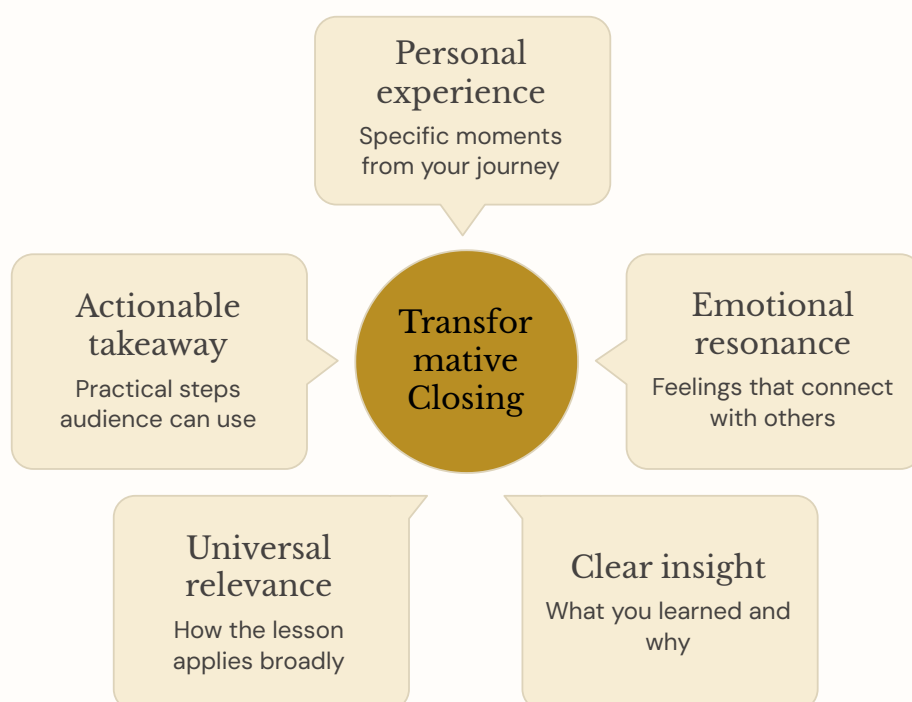 Personal
experience
Specific moments
from your journey
Actionable
takeaway
Practical steps
audience can use
Transfor
mative
Closing
Emotional
resonance
Feelings that connect
with others
Universal
relevance
How the lesson
applies broadly
Clear insight
What you learned and
why